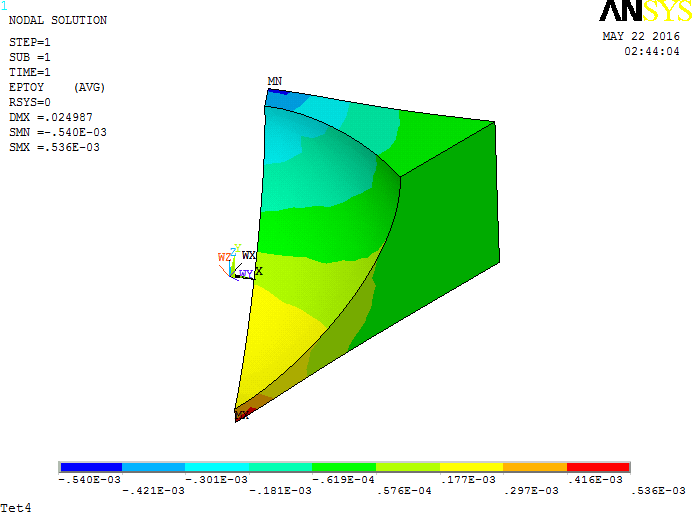 1
NODAL SOLUTION
ANSYS
MAY 22 2016
02:44:04
STEP=1
SUB =1
TIME=1
EPTOY (AVG)
RSYS=0
DMX =.024987
SMN =-.540E-03
SMX =.536E-03
MN
Z Y
WZ WX
WY X
MX
-.540E-03 -.301E-03 -.619E-04 .177E-03 .416E-03
-.421E-03 -.181E-03 .576E-04 .297E-03 .536E-03
Tet4